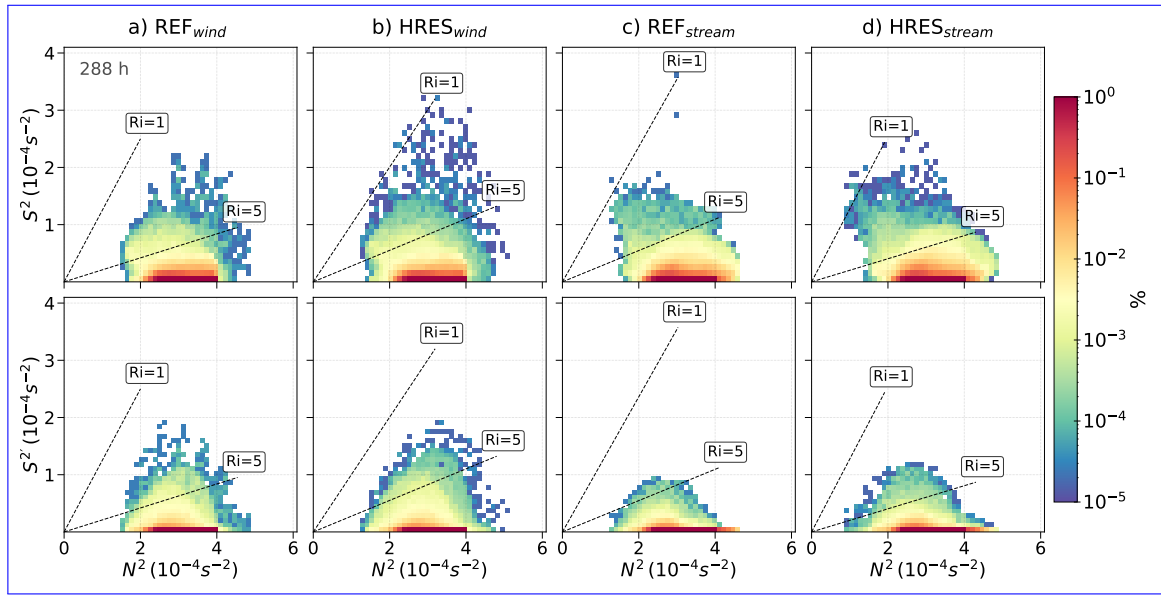 a) REF_wind b) HRES_wind c) REF_stream d) HRES_stream
288 h
Ri=1 Ri=1 Ri=1 Ri=1
Ri=5 Ri=5 Ri=5 Ri=5
4
3
2
1
S² (10⁻⁴s⁻²)
10⁰
10⁻¹
10⁻²
10⁻³
10⁻⁴
10⁻⁵
%
Ri=1 Ri=1 Ri=1 Ri=1
Ri=5 Ri=5 Ri=5 Ri=5
4
3
2
1
S²′ (10⁻⁴s⁻²)
0 2 4 6 0 2 4 6 0 2 4 6 0 2 4 6
N² (10⁻⁴s⁻²) N² (10⁻⁴s⁻²) N² (10⁻⁴s⁻²) N² (10⁻⁴s⁻²)